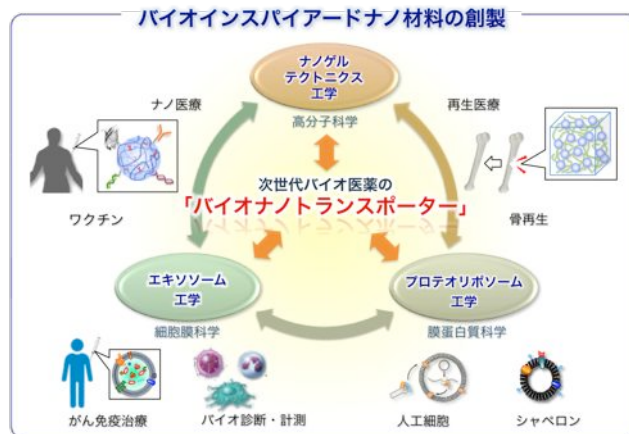 バイオインスパイアードナノ材料の創製
ナノゲル
テクトニクス
工学
高分子科学
ナノ医療
再生医療
ワクチン
骨再生
次世代バイオ医薬の
「バイオナノトランスポーター」
エキソソーム
工学
細胞膜科学
プロテオリポソーム
工学
膜蛋白質科学
がん免疫治療
バイオ診断・計測
人工細胞
シャペロン